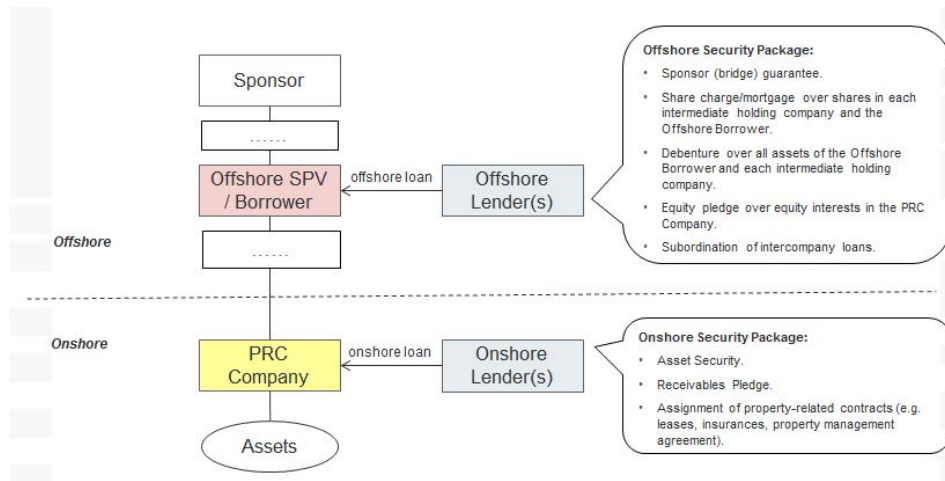 Sponsor
......
Offshore SPV
/ Borrower
offshore loan
Offshore
Lender(s)
......
Offshore
Offshore Security Package:
• Sponsor (bridge) guarantee.
• Share charge/mortgage over shares in each
intermediate holding company and the
Offshore Borrower.
• Debenture over all assets of the Offshore
Borrower and each intermediate holding
company.
• Equity pledge over equity interests in the PRC
Company.
• Subordination of intercompany loans.
Onshore
PRC
Company
onshore loan
Onshore
Lender(s)
Assets
Onshore Security Package:
• Asset Security.
• Receivables Pledge.
• Assignment of property-related contracts (e.g.
leases, insurances, property management
agreement).